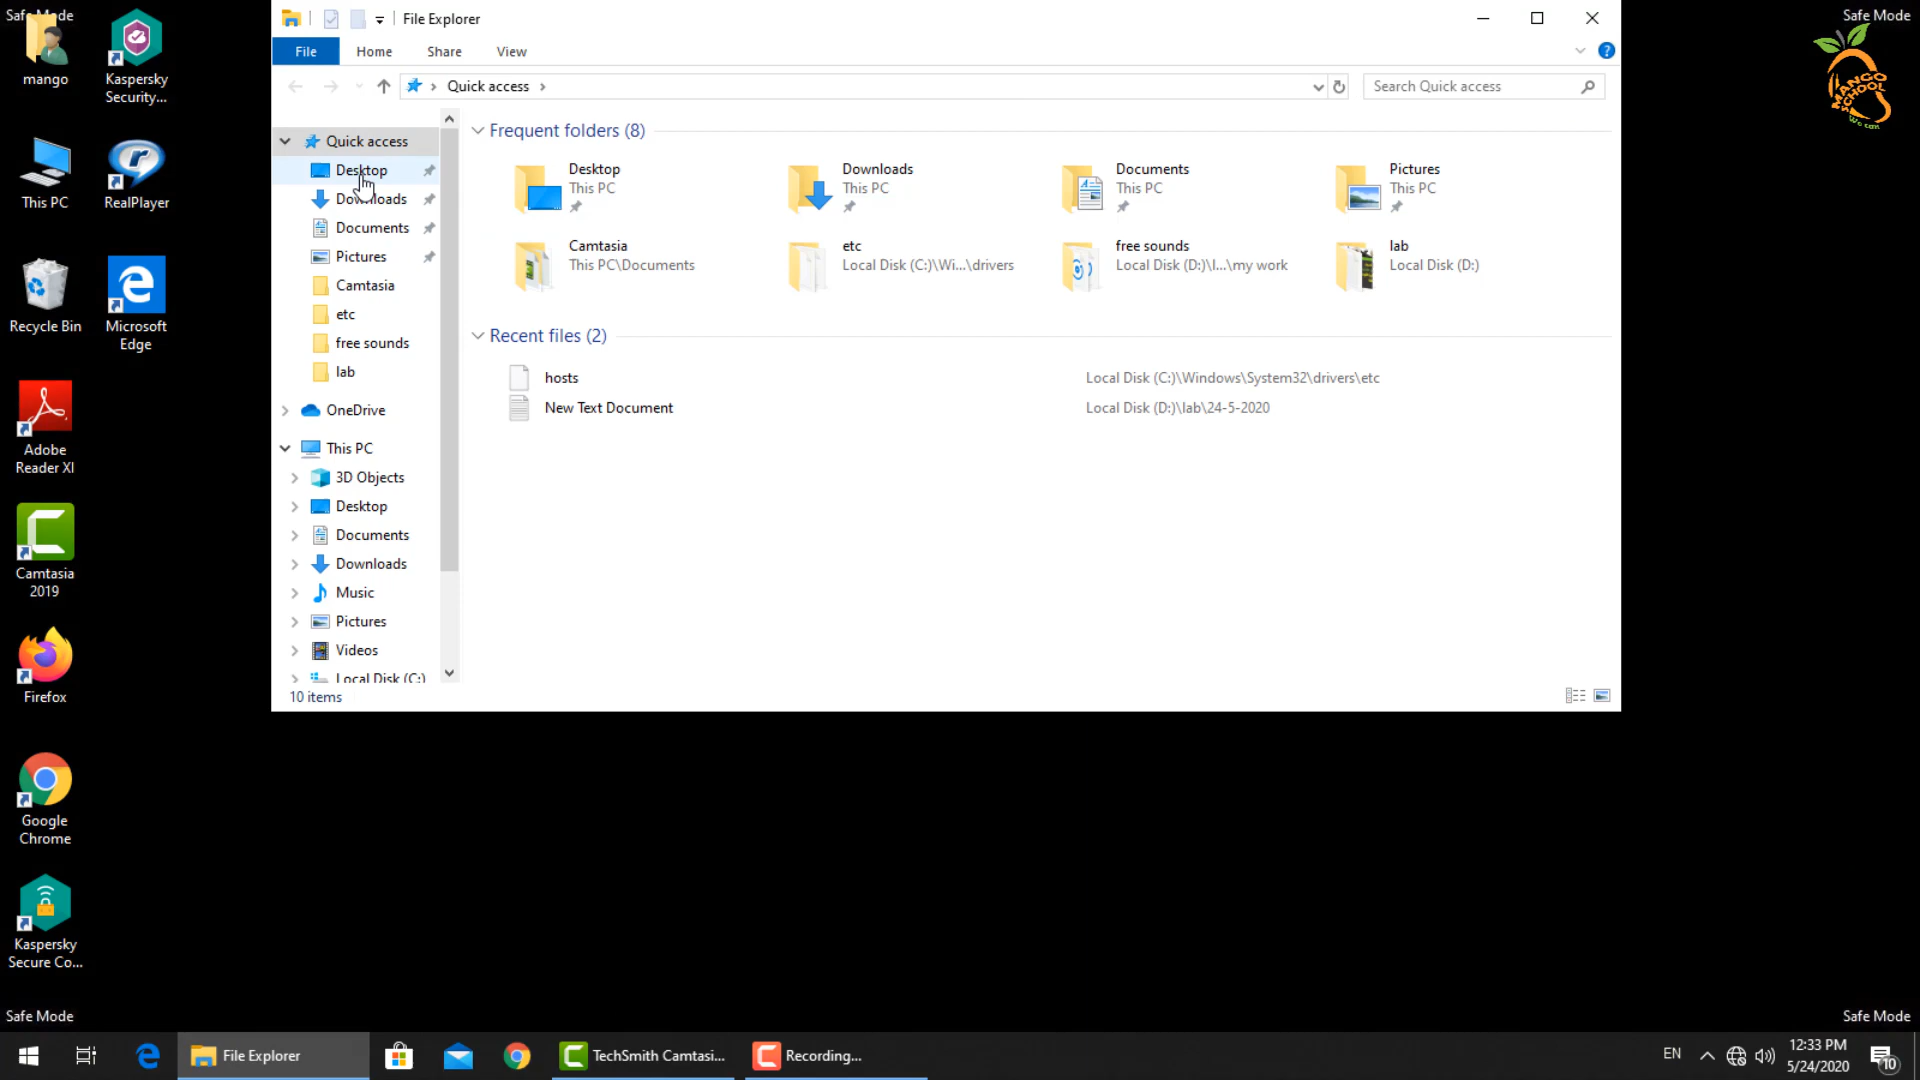 Safe Mode
Safe Mode
mango
Kaspersky
Security...
This PC
RealPlayer
Recycle Bin
Microsoft
Edge
Adobe
Reader XI
Camtasia
2019
Firefox
Google
Chrome
Kaspersky
Secure Co...
MANGO
SCHOOL
We can
File Explorer
File
Home
Share
View
?
Quick access
Search Quick access
Quick access
Desktop
Downloads
Documents
Pictures
Camtasia
etc
free sounds
lab
OneDrive
This PC
3D Objects
Desktop
Documents
Downloads
Music
Pictures
Videos
Local Disk (C:)
10 items
Frequent folders (8)
Desktop
This PC
Downloads
This PC
Documents
This PC
Pictures
This PC
Camtasia
This PC\Documents
etc
Local Disk (C:)\Wi...\drivers
free sounds
Local Disk (D:)\I...\my work
lab
Local Disk (D:)
Recent files (2)
hosts
Local Disk (C:)\Windows\System32\drivers\etc
New Text Document
Local Disk (D:)\lab\24-5-2020
Safe Mode
Safe Mode
File Explorer
TechSmith Camtasi...
Recording...
EN
12:33 PM
5/24/2020
10